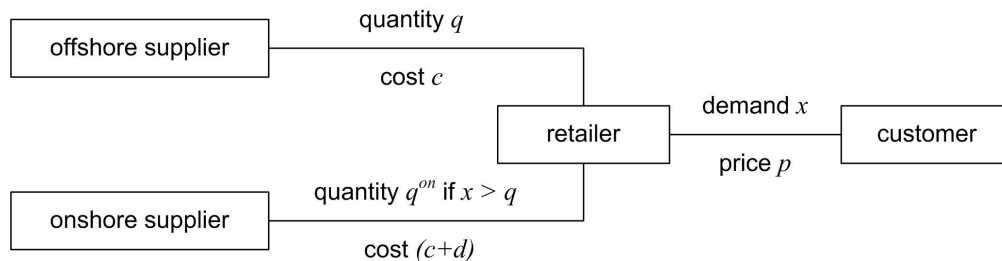 quantity q
offshore supplier
cost c
demand x
retailer
customer
price p
quantity q^on if x > q
onshore supplier
cost (c+d)